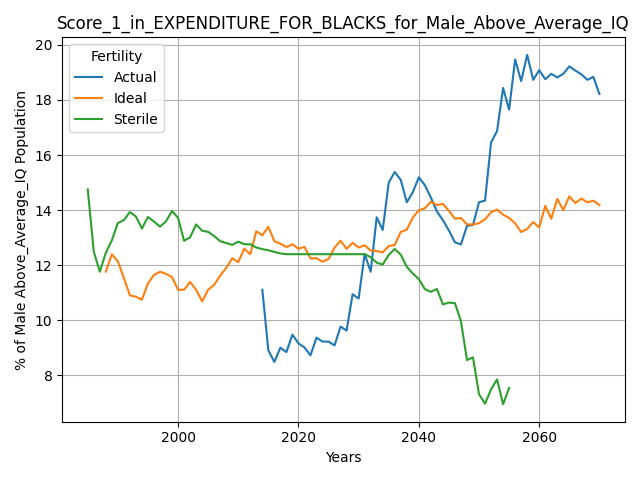 Score_1_in_EXPENDITURE_FOR_BLACKS_for_Male_Above_Average_IQ
Fertility
Actual
Ideal
Sterile
% of Male Above_Average_IQ Population
20
18
16
14
12
10
8
2000 2020 2040 2060
Years